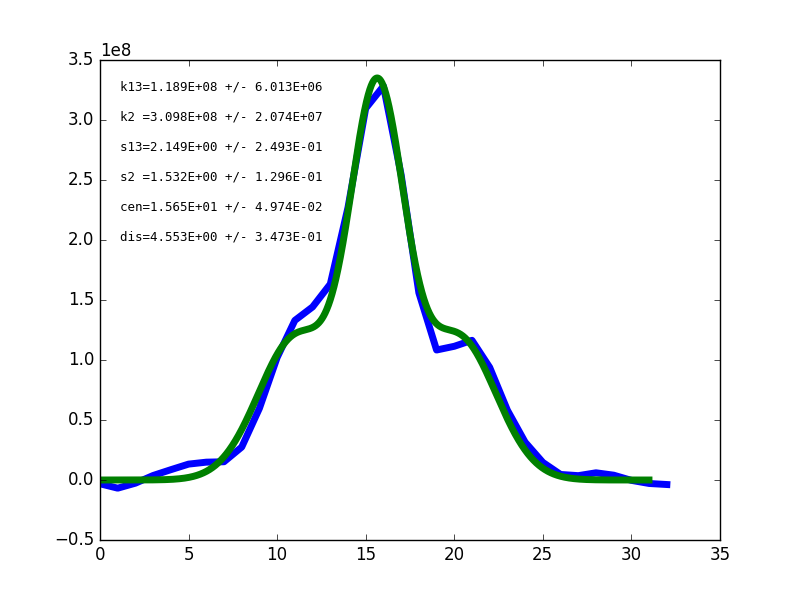 1e8
3.5
3.0
2.5
2.0
1.5
1.0
0.5
0.0
−0.5
k13=1.189E+08 +/- 6.013E+06
k2 =3.098E+08 +/- 2.074E+07
s13=2.149E+00 +/- 2.493E-01
s2 =1.532E+00 +/- 1.296E-01
cen=1.565E+01 +/- 4.974E-02
dis=4.553E+00 +/- 3.473E-01
0 5 10 15 20 25 30 35